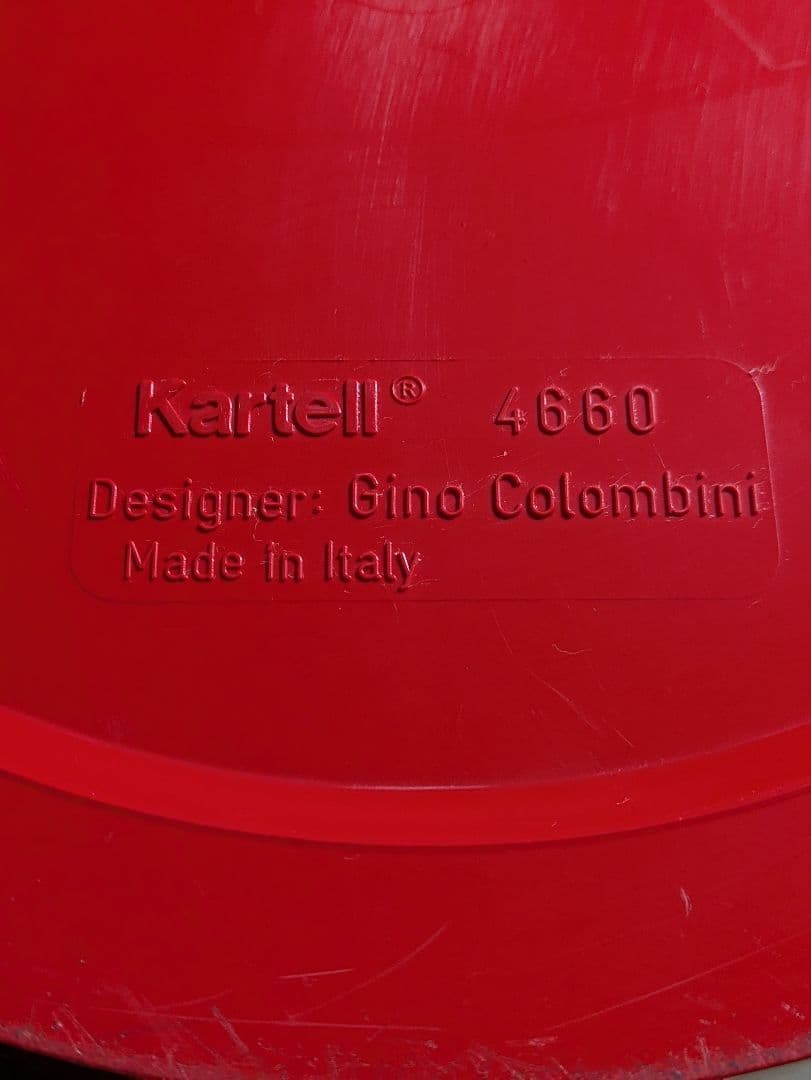 Kartell® 4660
Designer: Gino Colombini
Made in Italy